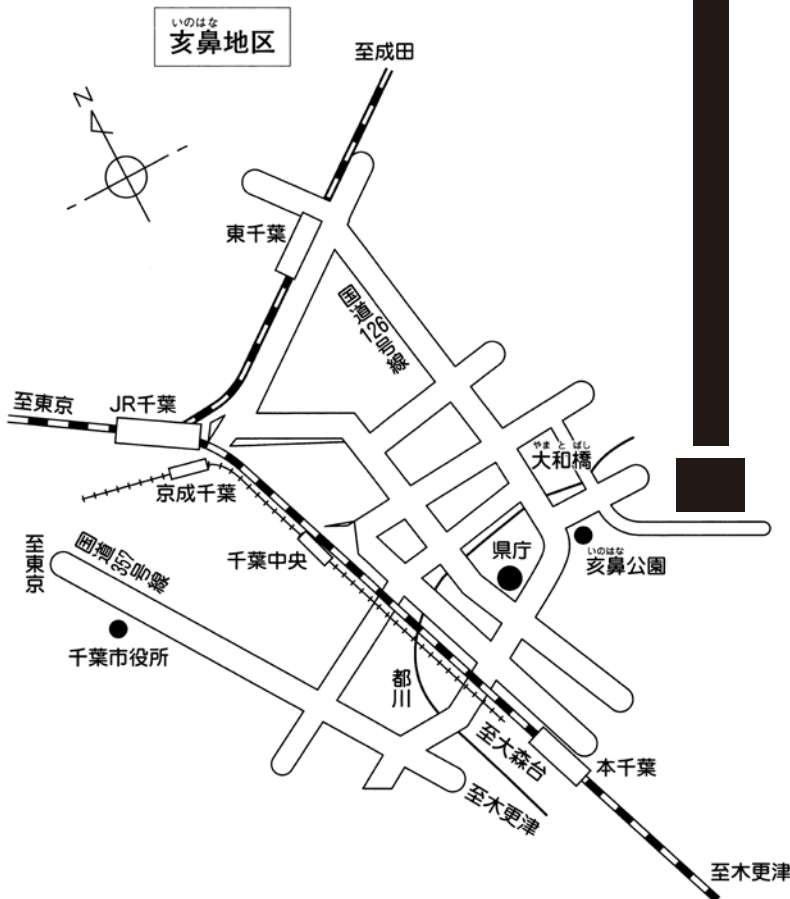 いのはな
亥鼻地区
至成田
N
東千葉
国道126号線
至東京
JR千葉
やまとばし
大和橋
京成千葉
至東京
国道357号線
千葉中央
県庁
いのはな
亥鼻公園
千葉市役所
都川
至大森台
本千葉
至木更津
至木更津